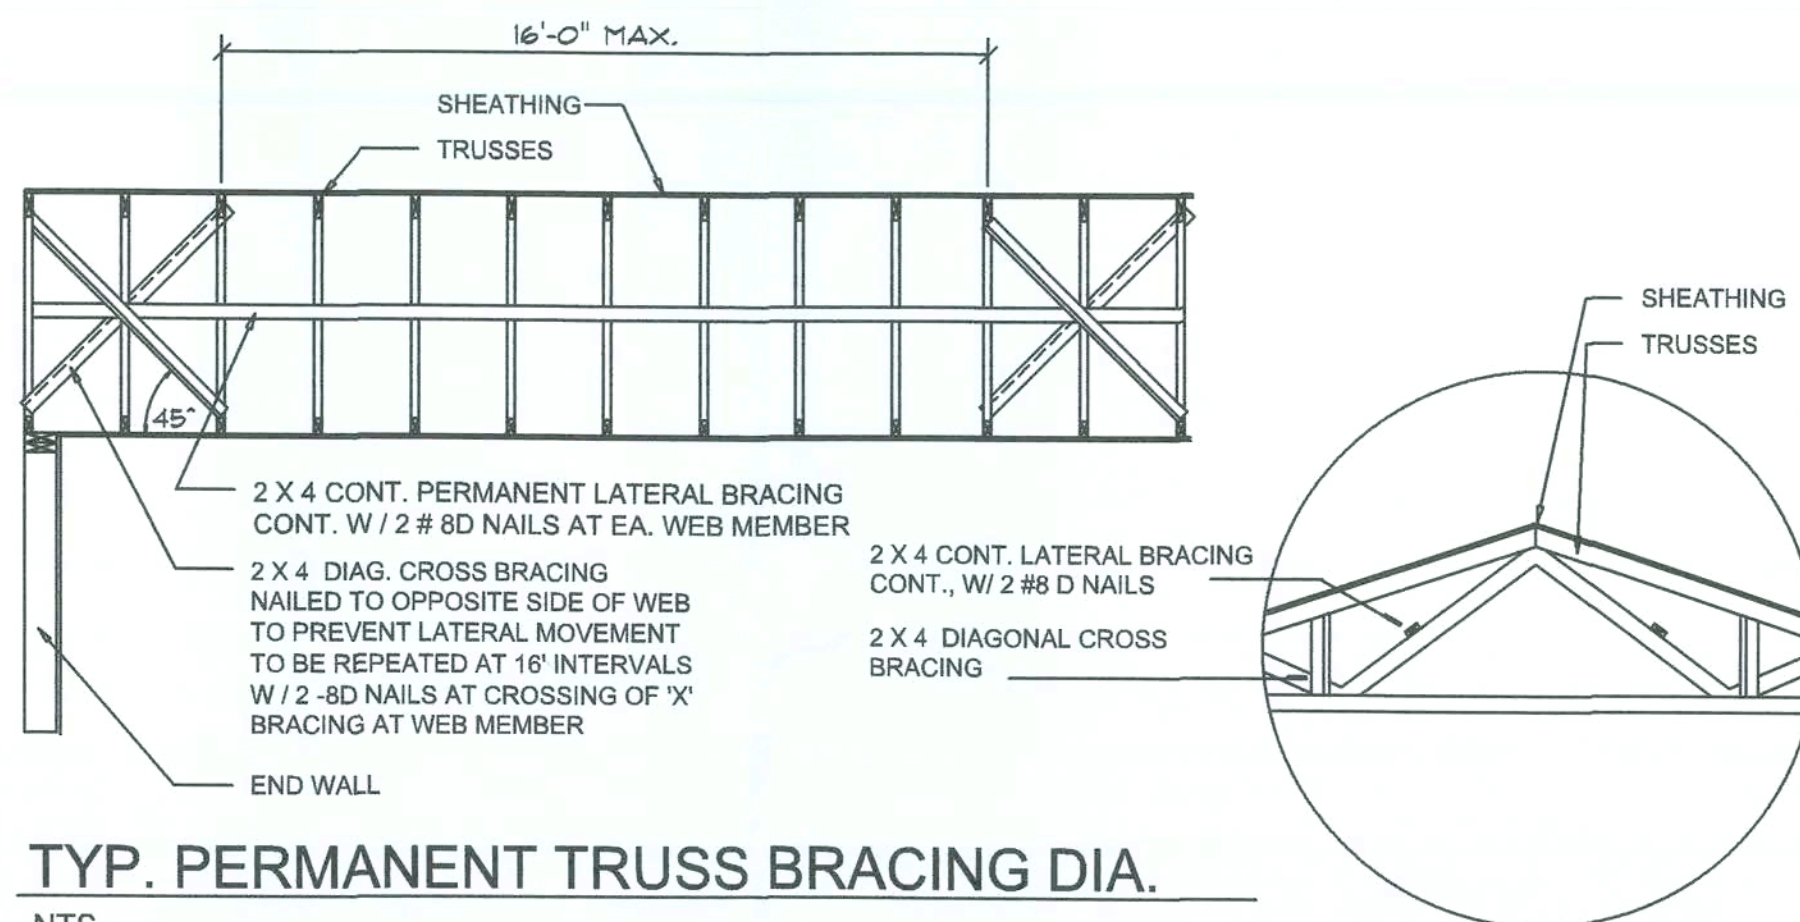 16'-0" MAX.
SHEATHING
TRUSSES
45°
2 X 4 CONT. PERMANENT LATERAL BRACING
CONT. W / 2 # 8D NAILS AT EA. WEB MEMBER
2 X 4 DIAG. CROSS BRACING
NAILED TO OPPOSITE SIDE OF WEB
TO PREVENT LATERAL MOVEMENT
TO BE REPEATED AT 16' INTERVALS
W / 2 -8D NAILS AT CROSSING OF 'X'
BRACING AT WEB MEMBER
END WALL
SHEATHING
TRUSSES
2 X 4 CONT. LATERAL BRACING
CONT., W/ 2 #8 D NAILS
2 X 4 DIAGONAL CROSS
BRACING
TYP. PERMANENT TRUSS BRACING DIA.
NTS